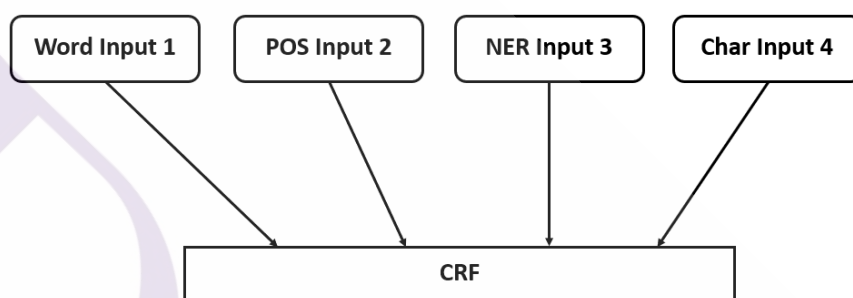 Word Input 1
POS Input 2
NER Input 3
Char Input 4
CRF